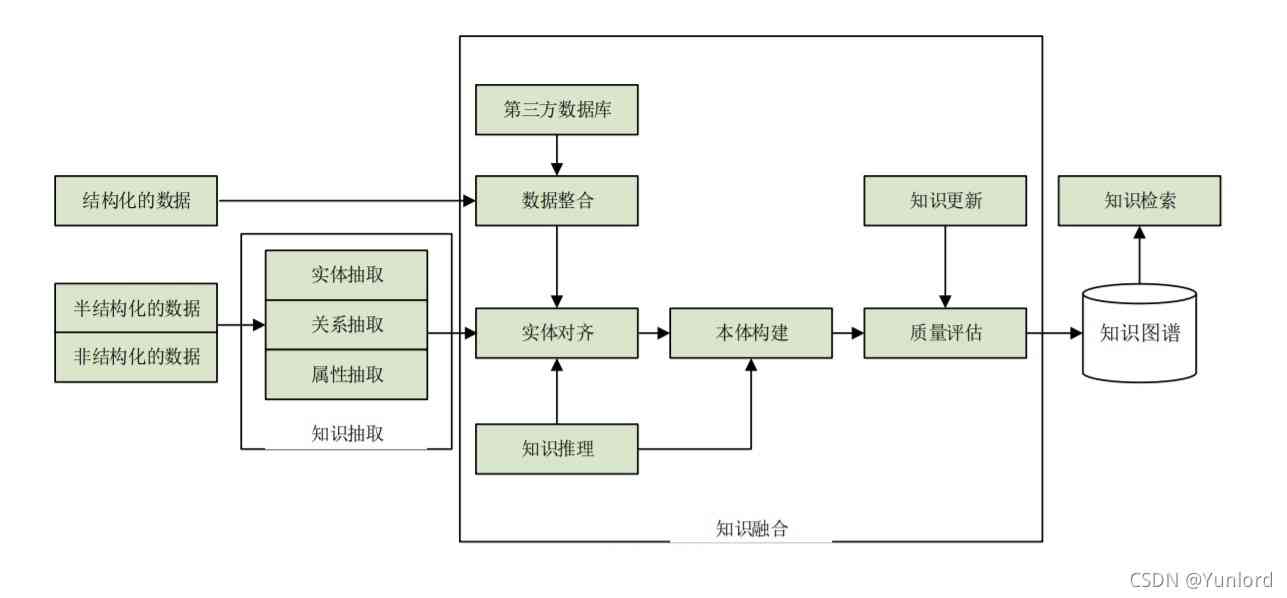 第三方数据库
结构化的数据
数据整合
知识更新
知识检索
实体抽取
半结构化的数据
关系抽取
实体对齐
本体构建
质量评估
知识图谱
非结构化的数据
属性抽取
知识抽取
知识推理
知识融合
CSDN @Yunlord